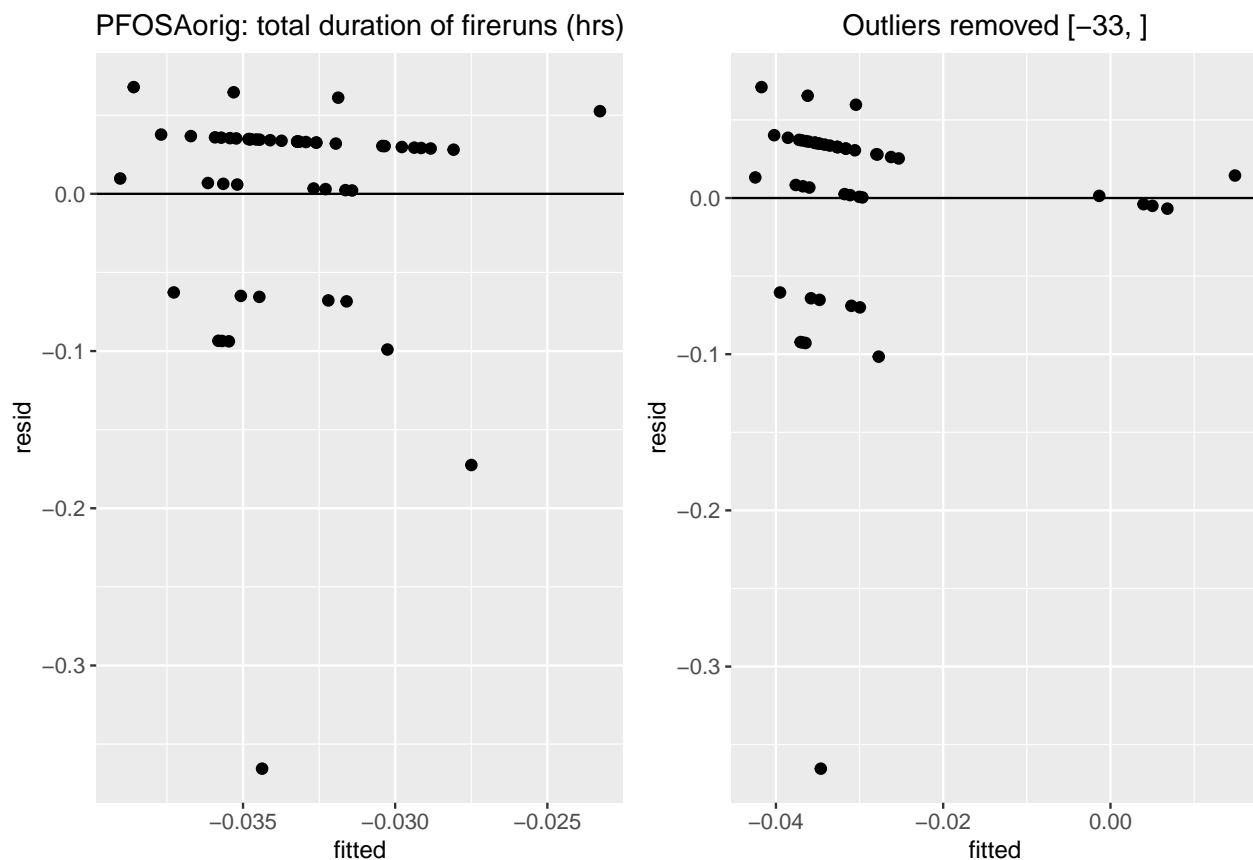 PFOSAorig: total duration of fireruns (hrs)
0.0
−0.1
−0.2
−0.3
resid
−0.035
−0.030
−0.025
fitted
Outliers removed [−33, ]
0.0
−0.1
−0.2
−0.3
resid
−0.04
−0.02
0.00
fitted